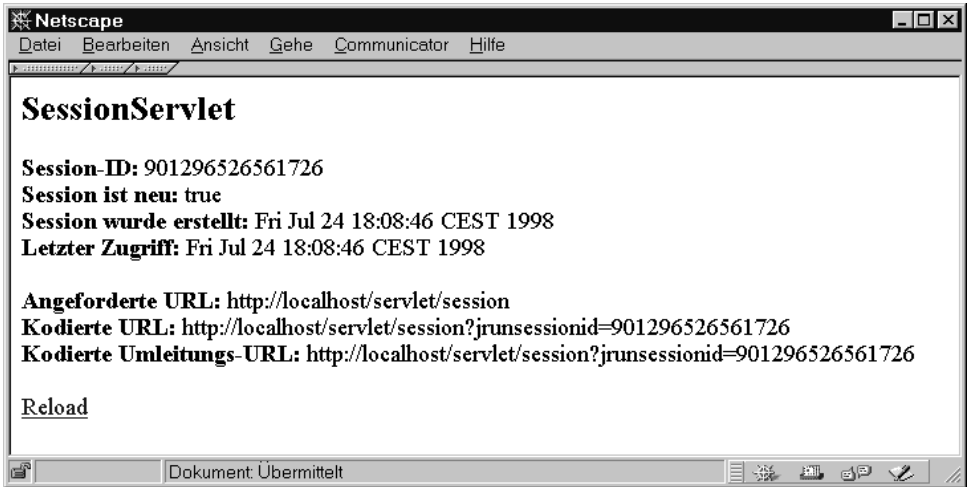 Netscape
Datei Bearbeiten Ansicht Gehe Communicator Hilfe
SessionServlet
Session-ID: 901296526561726
Session ist neu: true
Session wurde erstellt: Fri Jul 24 18:08:46 CEST 1998
Letzter Zugriff: Fri Jul 24 18:08:46 CEST 1998
Angeforderte URL: http://localhost/servlet/session
Kodierte URL: http://localhost/servlet/session?jrunsessionid=901296526561726
Kodierte Umleitungs-URL: http://localhost/servlet/session?jrunsessionid=901296526561726
Reload
Dokument: Übermittelt